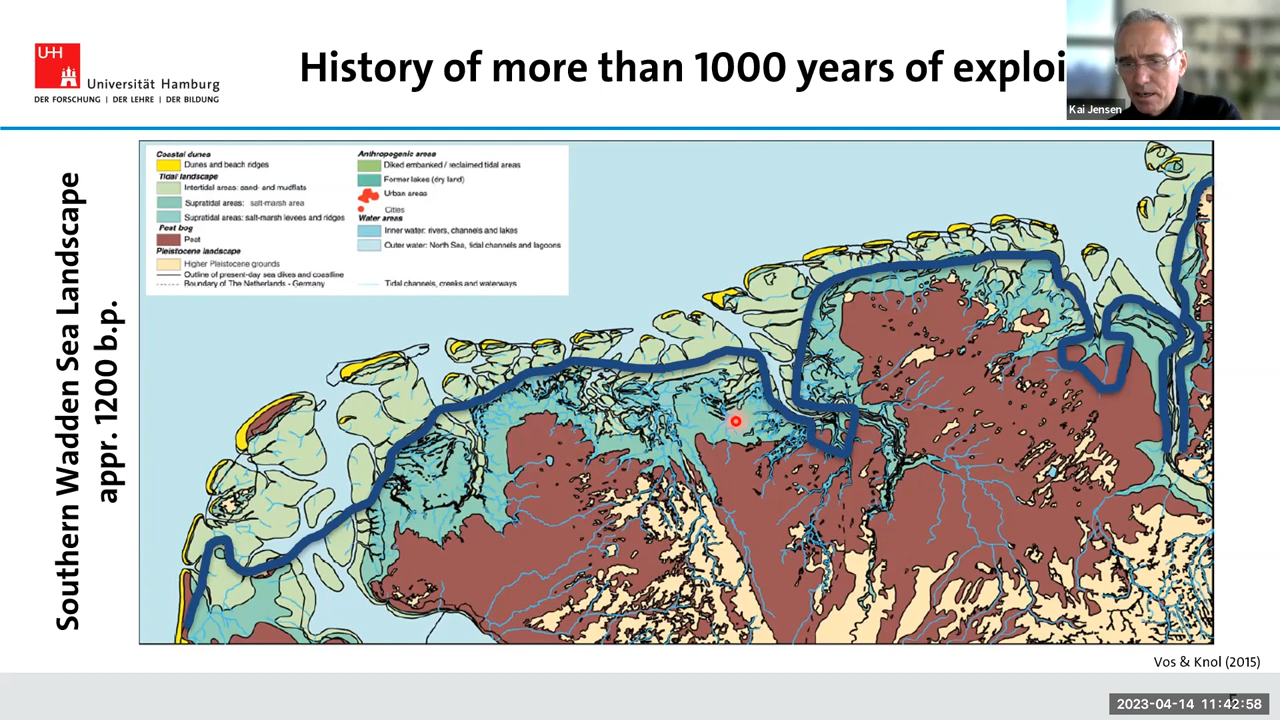 UHH
Universität Hamburg
DER FORSCHUNG | DER LEHRE | DER BILDUNG
History of more than 1000 years of exploi
Kai Jensen
Southern Wadden Sea Landscape
appr. 1200 b.p.
Coastal dunes
Dunes and beach ridges
Tidal landscape
Intertidal areas: sand- and mudflats
Supratidal areas: salt-marsh area
Supratidal areas: salt-marsh levees and ridges
Peat bog
Peat
Pleistocene landscape
Higher Pleistocene grounds
Outline of present-day sea dikes and coastline
Boundary of The Netherlands - Germany
Anthropogenic areas
Diked embanked / reclaimed tidal areas
Former lakes (dry land)
Urban areas
Cities
Water areas
Inner water: rivers, channels and lakes
Outer water: North Sea, tidal channels and lagoons
Tidal channels, creeks and waterways
Vos & Knol (2015)
2023-04-14 11:42:58